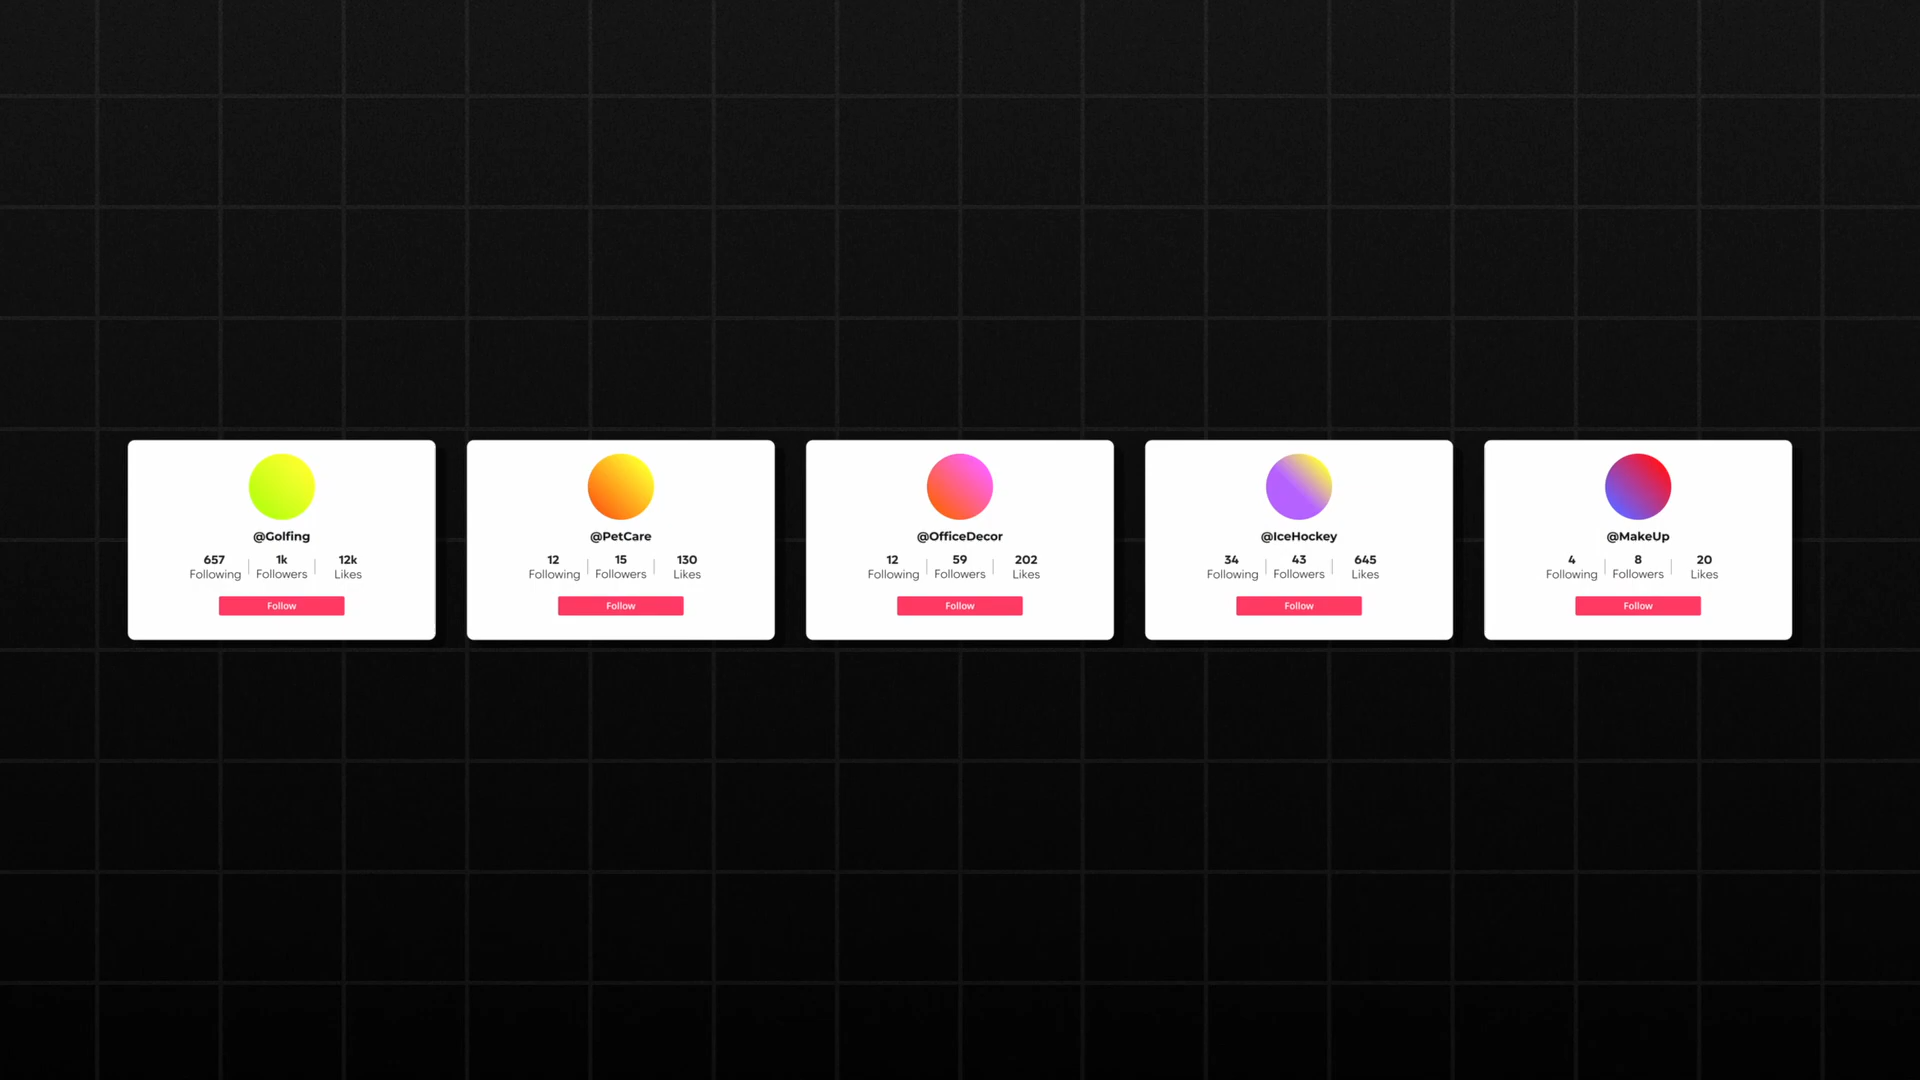 @Golfing
657 1k 12k
Following Followers Likes
Follow
@PetCare
12 15 130
Following Followers Likes
Follow
@OfficeDecor
12 59 202
Following Followers Likes
Follow
@IceHockey
34 43 645
Following Followers Likes
Follow
@MakeUp
4 8 20
Following Followers Likes
Follow